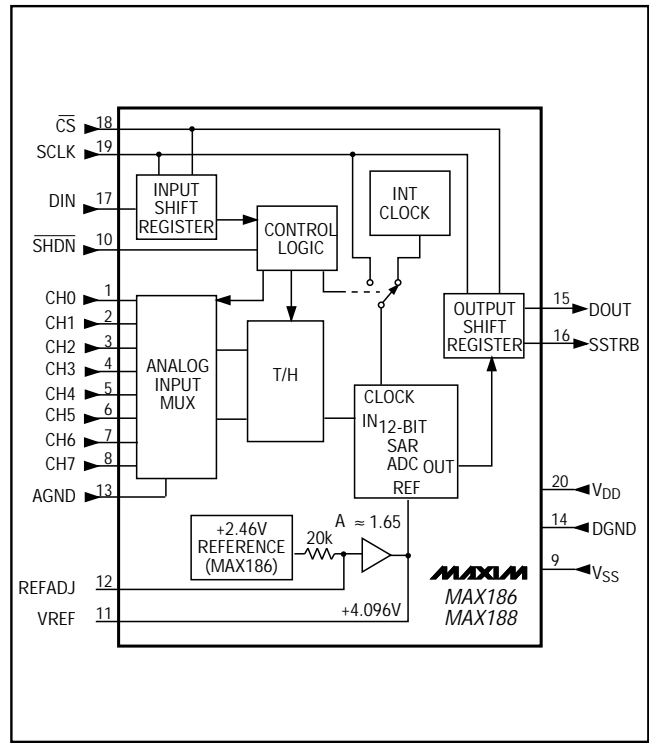 CS 18
SCLK 19
DIN 17
SHDN 10
INPUT
SHIFT
REGISTER
CONTROL
LOGIC
INT
CLOCK
CH0 1
CH1 2
CH2 3
CH3 4
CH4 5
CH5 6
CH6 7
CH7 8
AGND 13
ANALOG
INPUT
MUX
T/H
OUTPUT
SHIFT
REGISTER
15 DOUT
16 SSTRB
CLOCK
IN 12-BIT
SAR
ADC OUT
REF
20 VDD
14 DGND
9 VSS
+2.46V
REFERENCE
(MAX186)
20k
A ≈ 1.65
REFADJ 12
VREF 11
+4.096V
MAXIM
MAX186
MAX188